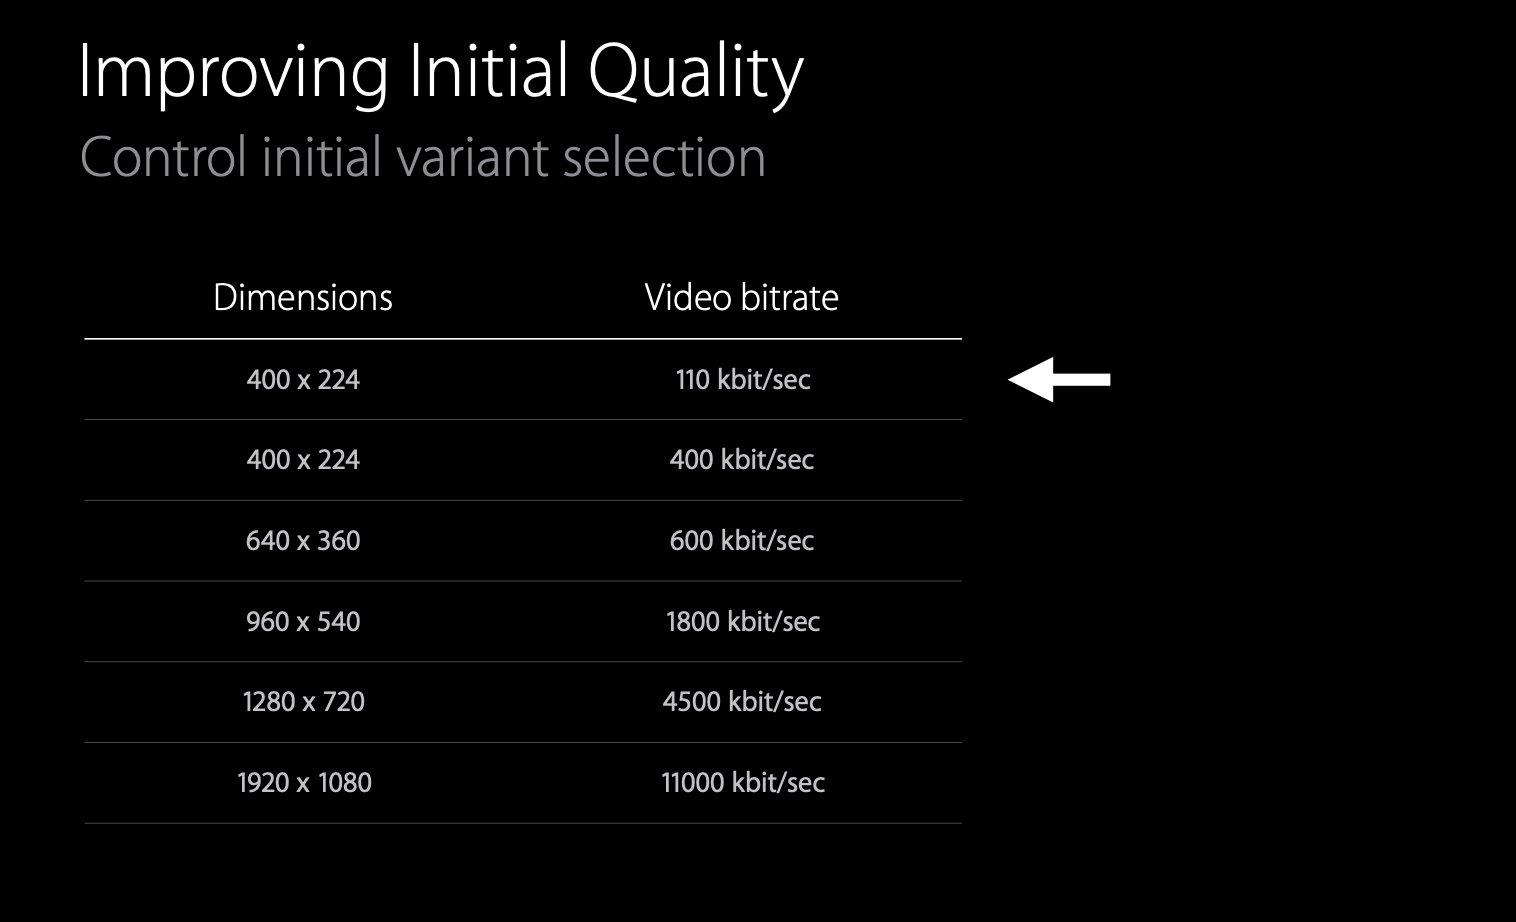 Improving Initial Quality
Control initial variant selection
Dimensions Video bitrate
400 x 224 110 kbit/sec
400 x 224 400 kbit/sec
640 x 360 600 kbit/sec
960 x 540 1800 kbit/sec
1280 x 720 4500 kbit/sec
1920 x 1080 11000 kbit/sec